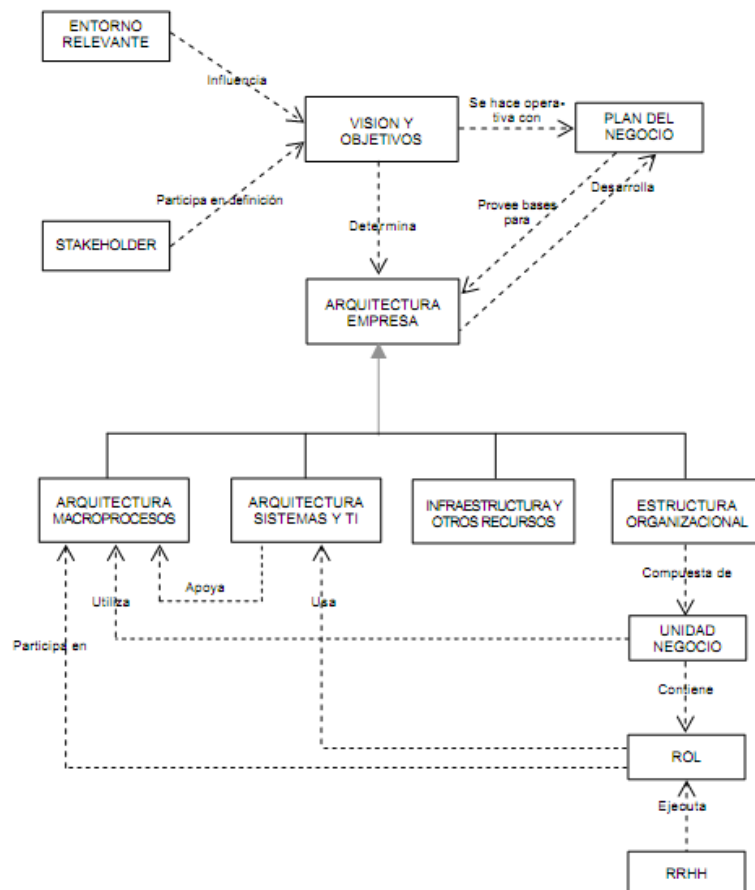 ENTORNO
RELEVANTE
Influencia
VISION Y
OBJETIVOS
Se hace opera-
tiva con
PLAN DEL
NEGOCIO
Participa en definición
STAKEHOLDER
Determina
Provee bases
para
Desarrolla
ARQUITECTURA
EMPRESA
ARQUITECTURA
MACROPROCESOS
ARQUITECTURA
SISTEMAS Y TI
INFRAESTRUCTURA Y
OTROS RECURSOS
ESTRUCTURA
ORGANIZACIONAL
Apoya
Utiliza
Usa
Compuesta de
Participa en
UNIDAD
NEGOCIO
Contiene
ROL
Ejecuta
RRHH